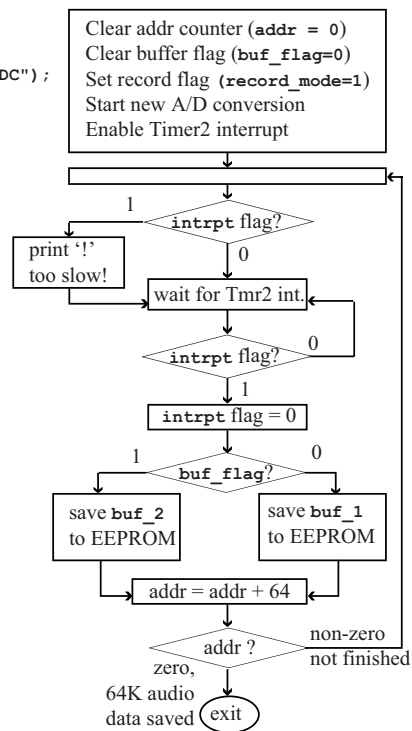 Clear addr counter (addr = 0)
DC");
Clear buffer flag (buf_flag=0)
Set record flag (record_mode=1)
Start new A/D conversion
Enable Timer2 interrupt
1
intrpt flag?
0
print ‘!’
too slow!
wait for Tmr2 int.
intrpt flag?
0
1
intrpt flag = 0
1
0
buf_flag?
save buf_2
to EEPROM
save buf_1
to EEPROM
addr = addr + 64
addr ?
non-zero
not finished
zero,
64K audio
data saved
exit